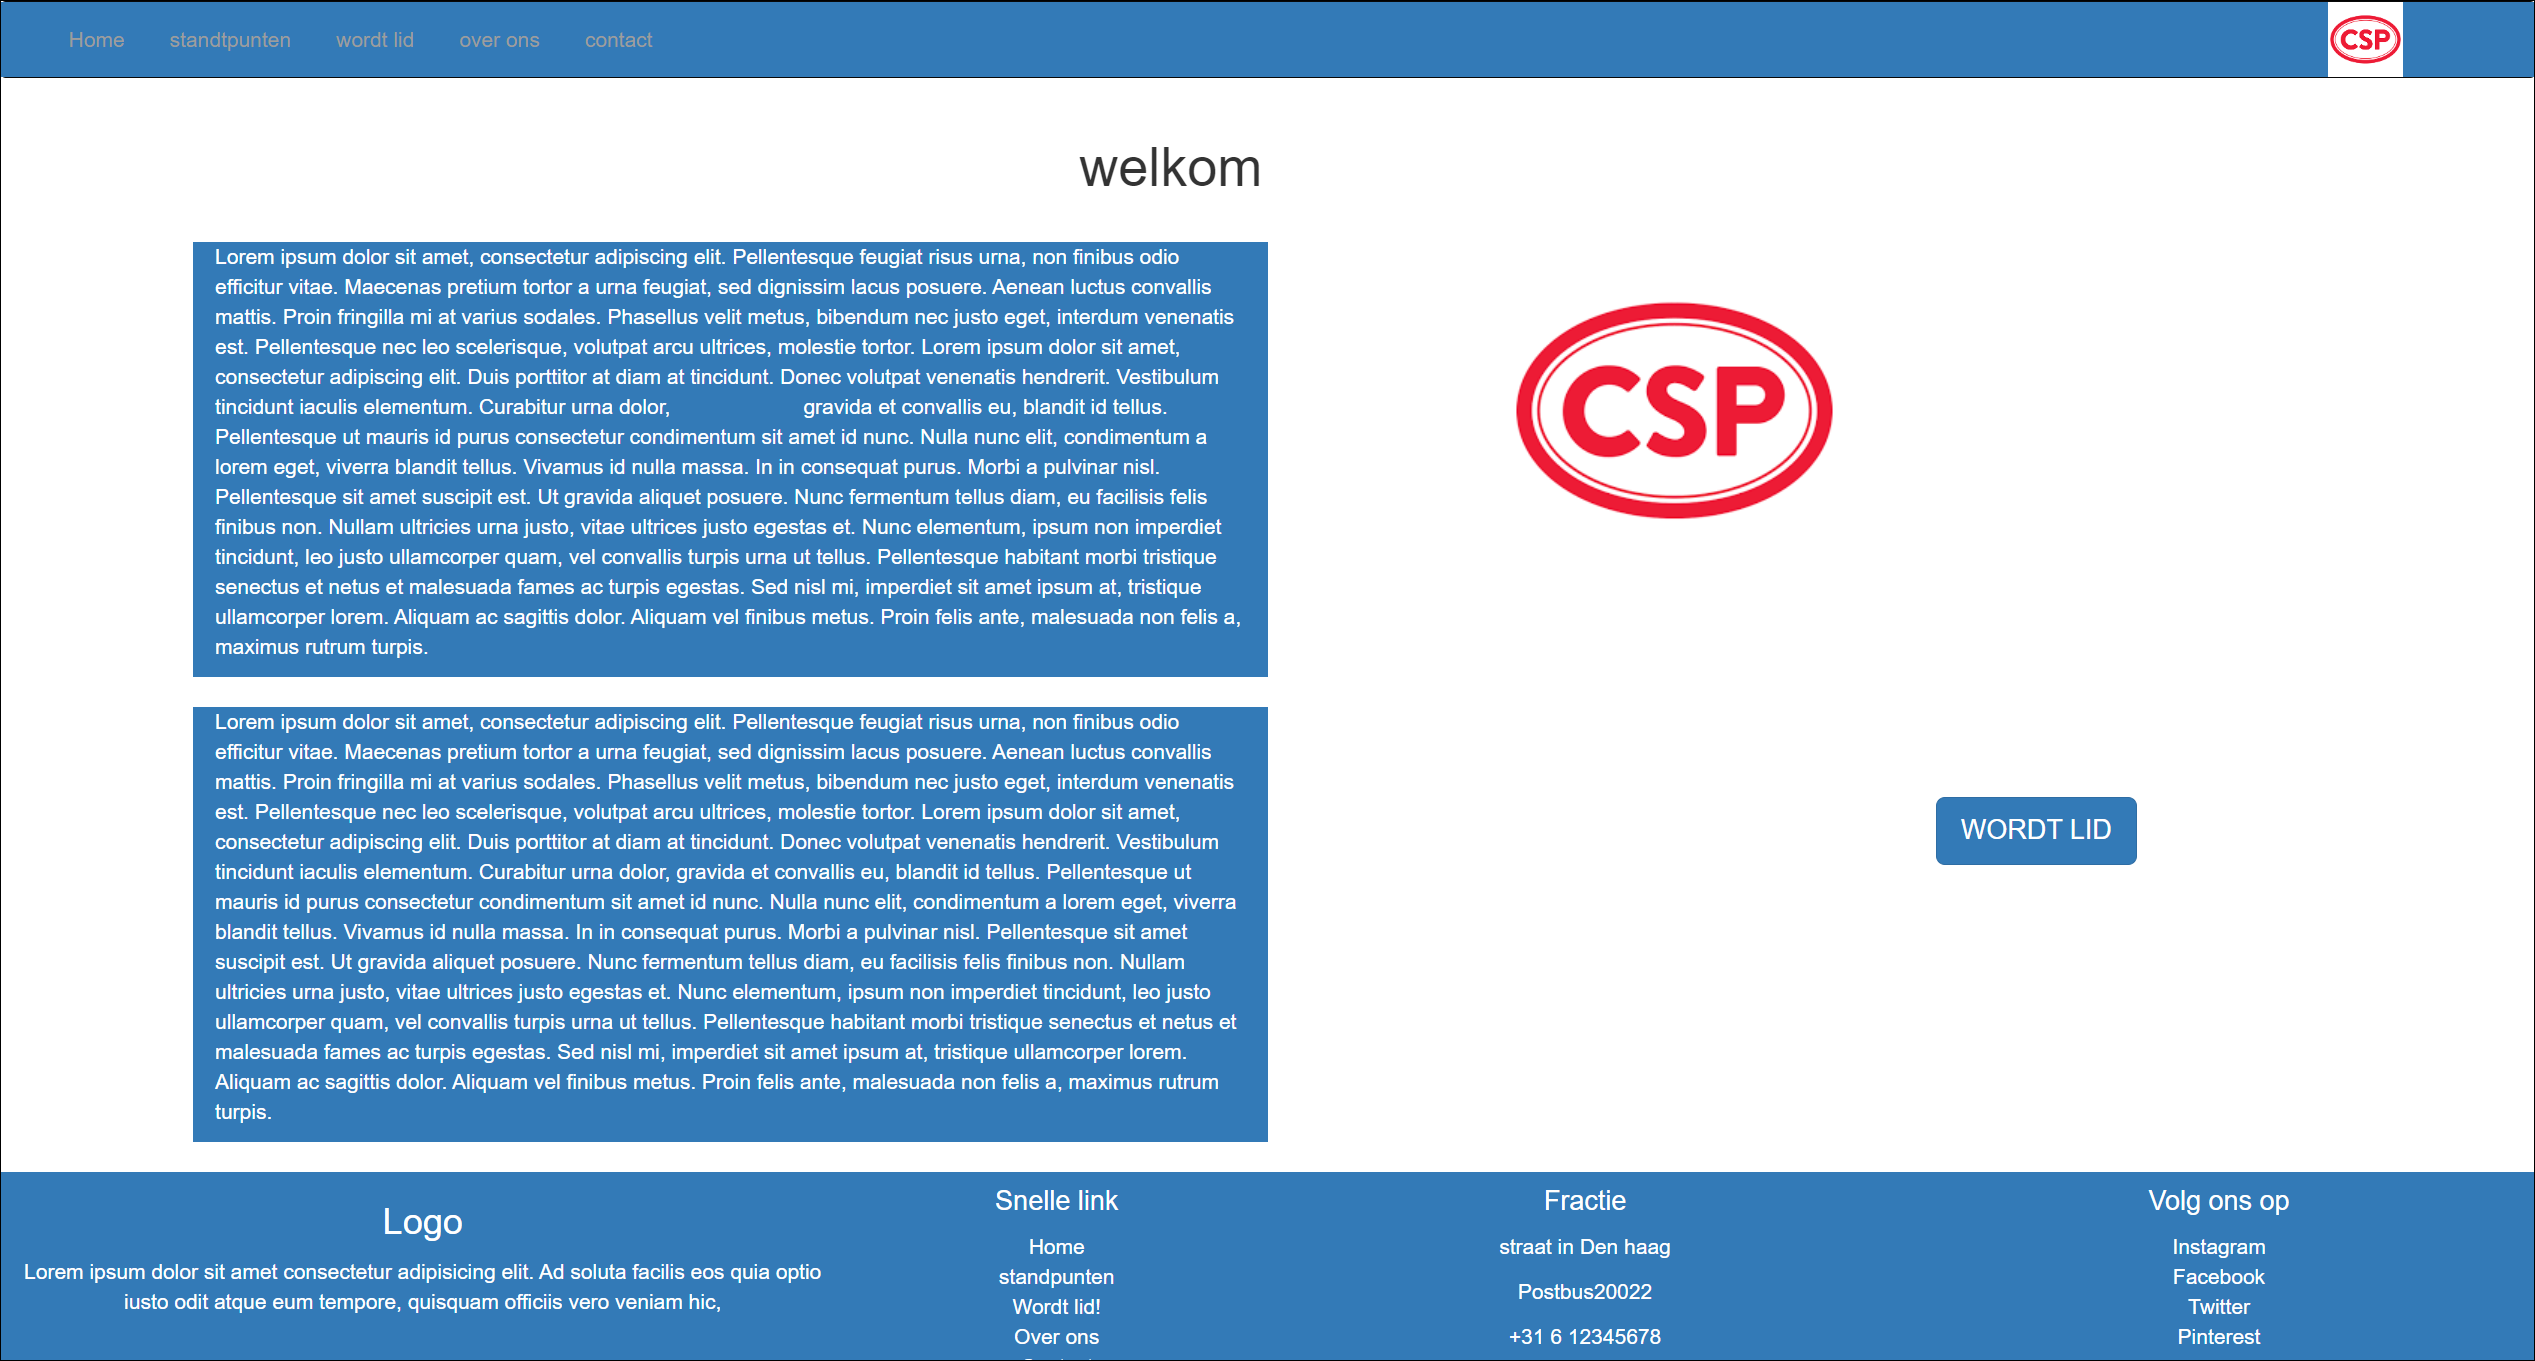 Home standtpunten wordt lid over ons contact CSP
welkom
Lorem ipsum dolor sit amet, consectetur adipiscing elit. Pellentesque feugiat risus urna, non finibus odio
efficitur vitae. Maecenas pretium tortor a urna feugiat, sed dignissim lacus posuere. Aenean luctus convallis
mattis. Proin fringilla mi at varius sodales. Phasellus velit metus, bibendum nec justo eget, interdum venenatis
est. Pellentesque nec leo scelerisque, volutpat arcu ultrices, molestie tortor. Lorem ipsum dolor sit amet,
consectetur adipiscing elit. Duis porttitor at diam at tincidunt. Donec volutpat venenatis hendrerit. Vestibulum
tincidunt iaculis elementum. Curabitur urna dolor, gravida et convallis eu, blandit id tellus.
Pellentesque ut mauris id purus consectetur condimentum sit amet id nunc. Nulla nunc elit, condimentum a
lorem eget, viverra blandit tellus. Vivamus id nulla massa. In in consequat purus. Morbi a pulvinar nisl.
Pellentesque sit amet suscipit est. Ut gravida aliquet posuere. Nunc fermentum tellus diam, eu facilisis felis
finibus non. Nullam ultricies urna justo, vitae ultrices justo egestas et. Nunc elementum, ipsum non imperdiet
tincidunt, leo justo ullamcorper quam, vel convallis turpis urna ut tellus. Pellentesque habitant morbi tristique
senectus et netus et malesuada fames ac turpis egestas. Sed nisl mi, imperdiet sit amet ipsum at, tristique
ullamcorper lorem. Aliquam ac sagittis dolor. Aliquam vel finibus metus. Proin felis ante, malesuada non felis a,
maximus rutrum turpis.
CSP
Lorem ipsum dolor sit amet, consectetur adipiscing elit. Pellentesque feugiat risus urna, non finibus odio
efficitur vitae. Maecenas pretium tortor a urna feugiat, sed dignissim lacus posuere. Aenean luctus convallis
mattis. Proin fringilla mi at varius sodales. Phasellus velit metus, bibendum nec justo eget, interdum venenatis
est. Pellentesque nec leo scelerisque, volutpat arcu ultrices, molestie tortor. Lorem ipsum dolor sit amet,
consectetur adipiscing elit. Duis porttitor at diam at tincidunt. Donec volutpat venenatis hendrerit. Vestibulum
tincidunt iaculis elementum. Curabitur urna dolor, gravida et convallis eu, blandit id tellus. Pellentesque ut
mauris id purus consectetur condimentum sit amet id nunc. Nulla nunc elit, condimentum a lorem eget, viverra
blandit tellus. Vivamus id nulla massa. In in consequat purus. Morbi a pulvinar nisl. Pellentesque sit amet
suscipit est. Ut gravida aliquet posuere. Nunc fermentum tellus diam, eu facilisis felis finibus non. Nullam
ultricies urna justo, vitae ultrices justo egestas et. Nunc elementum, ipsum non imperdiet tincidunt, leo justo
ullamcorper quam, vel convallis turpis urna ut tellus. Pellentesque habitant morbi tristique senectus et netus et
malesuada fames ac turpis egestas. Sed nisl mi, imperdiet sit amet ipsum at, tristique ullamcorper lorem.
Aliquam ac sagittis dolor. Aliquam vel finibus metus. Proin felis ante, malesuada non felis a, maximus rutrum
turpis.
WORDT LID
Logo
Lorem ipsum dolor sit amet consectetur adipisicing elit. Ad soluta facilis eos quia optio
iusto odit atque eum tempore, quisquam officiis vero veniam hic,
Snelle link
Home
standpunten
Wordt lid!
Over ons
Fractie
straat in Den haag
Postbus20022
+31 6 12345678
Volg ons op
Instagram
Facebook
Twitter
Pinterest